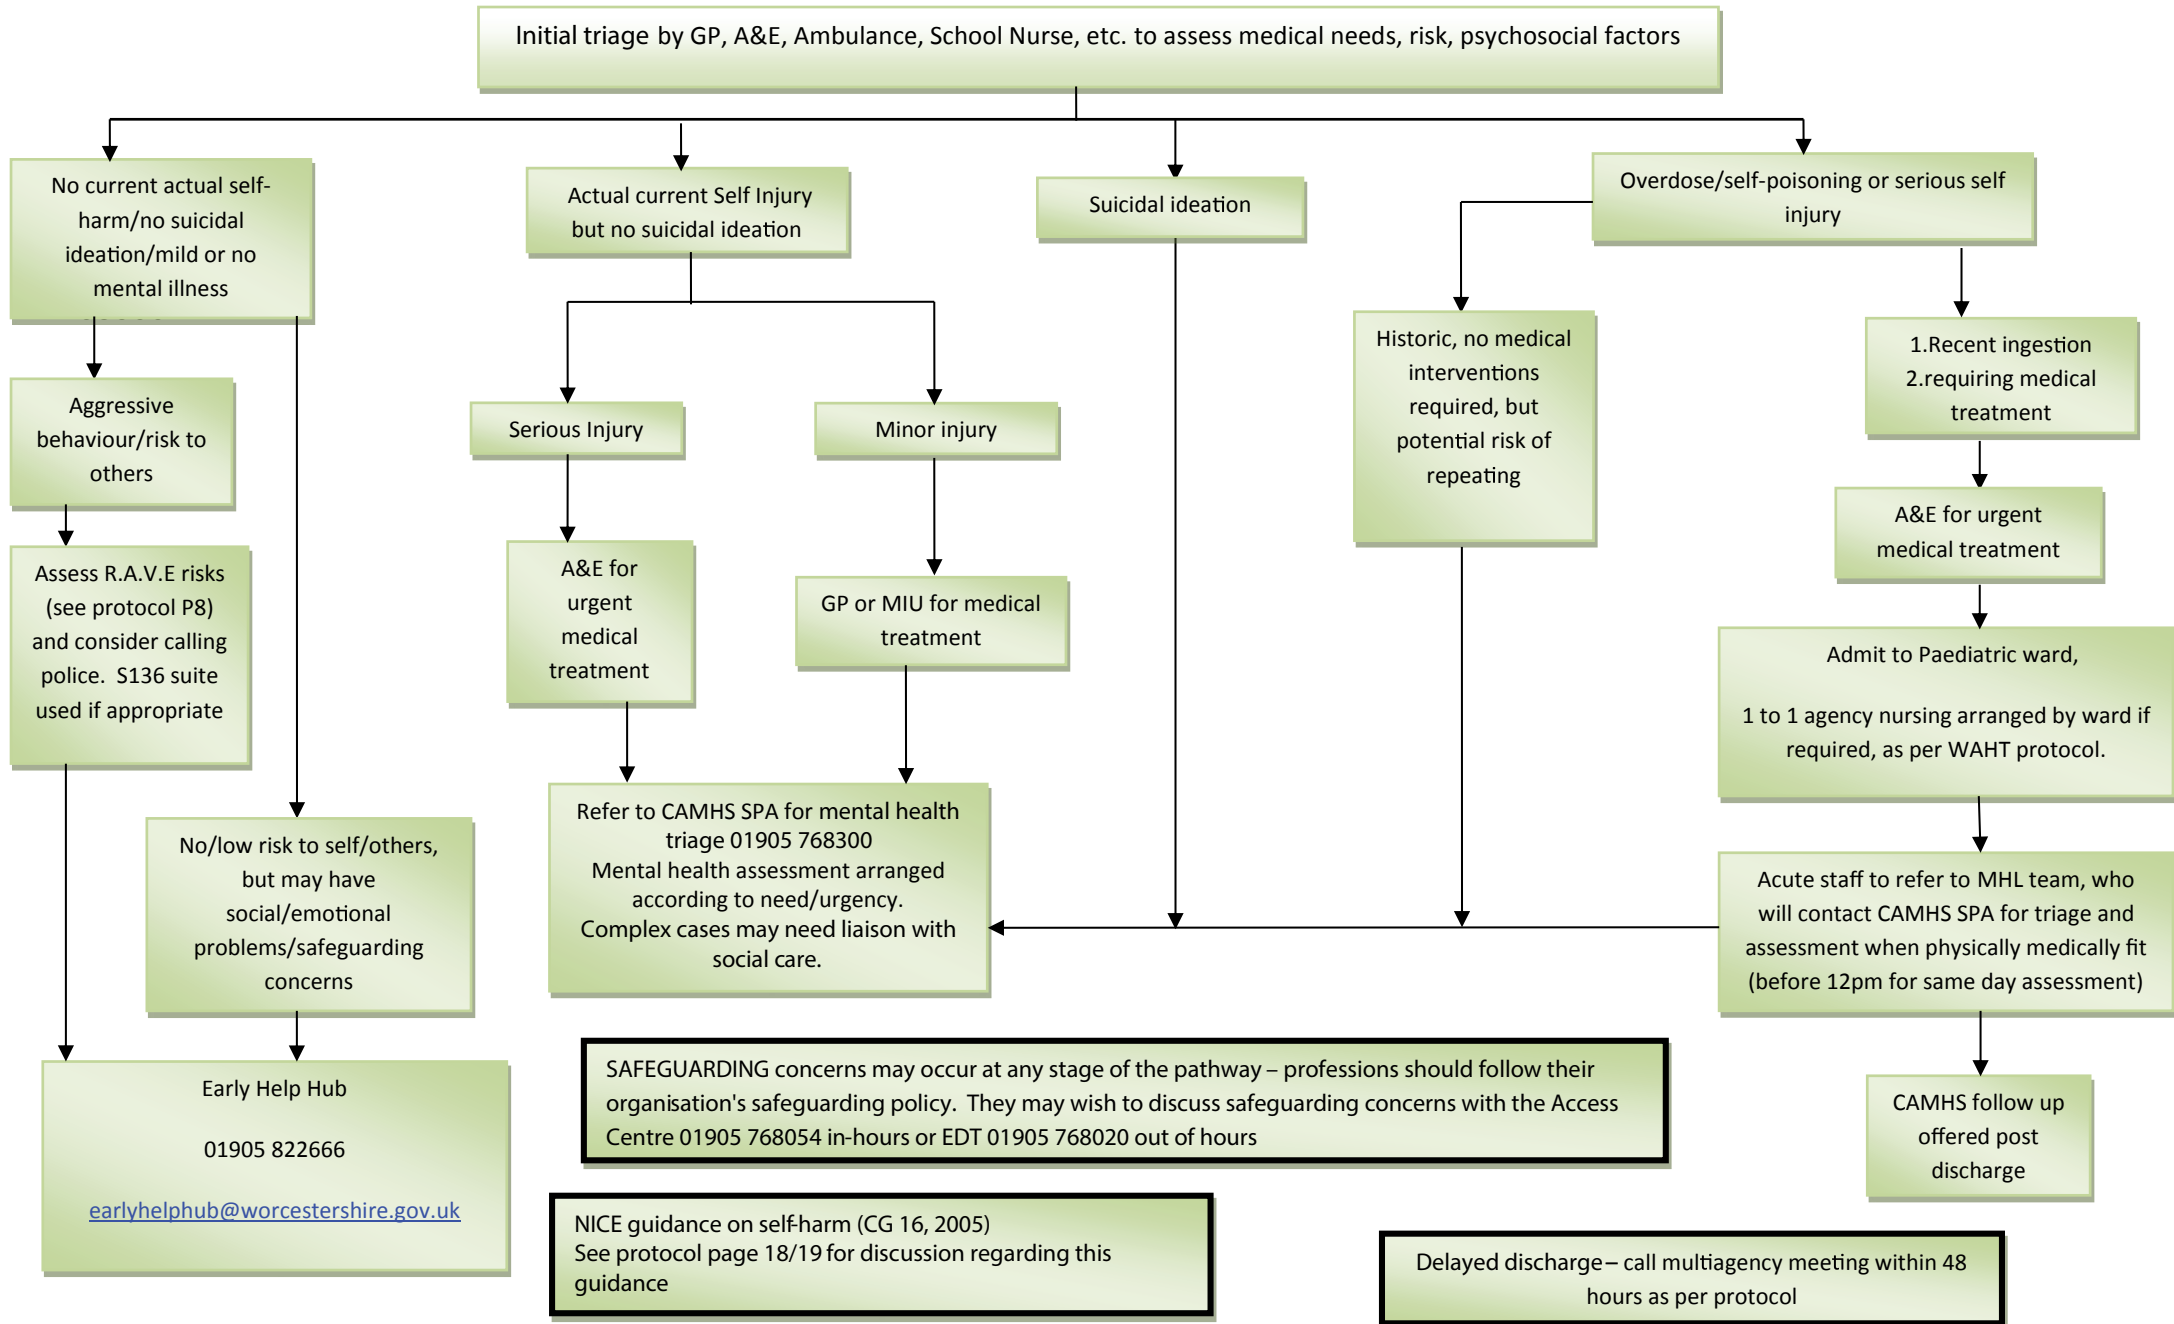 Initial triage by GP, A&E, Ambulance, School Nurse, etc. to assess medical needs, risk, psychosocial factors
No current actual self-
harm/no suicidal
ideation/mild or no
mental illness
Actual current Self Injury
but no suicidal ideation
Suicidal ideation
Overdose/self-poisoning or serious self
injury
Aggressive
behaviour/risk to
others
Serious Injury
Minor injury
Historic, no medical
interventions
required, but
potential risk of
repeating
1.Recent ingestion
2.requiring medical
treatment
A&E for urgent
medical treatment
Assess R.A.V.E risks
(see protocol P8)
and consider calling
police.  S136 suite
used if appropriate
A&E for
urgent
medical
treatment
GP or MIU for medical
treatment
Admit to Paediatric ward,
1 to 1 agency nursing arranged by ward if
required, as per WAHT protocol.
No/low risk to self/others,
but may have
social/emotional
problems/safeguarding
concerns
Refer to CAMHS SPA for mental health
triage 01905 768300
Mental health assessment arranged
according to need/urgency.
Complex cases may need liaison with
social care.
Acute staff to refer to MHL team, who
will contact CAMHS SPA for triage and
assessment when physically medically fit
(before 12pm for same day assessment)
Early Help Hub
01905 822666
earlyhelphub@worcestershire.gov.uk
SAFEGUARDING concerns may occur at any stage of the pathway – professions should follow their
organisation's safeguarding policy.  They may wish to discuss safeguarding concerns with the Access
Centre 01905 768054 in-hours or EDT 01905 768020 out of hours
CAMHS follow up
offered post
discharge
NICE guidance on self-harm (CG 16, 2005)
See protocol page 18/19 for discussion regarding this
guidance
Delayed discharge – call multiagency meeting within 48
hours as per protocol